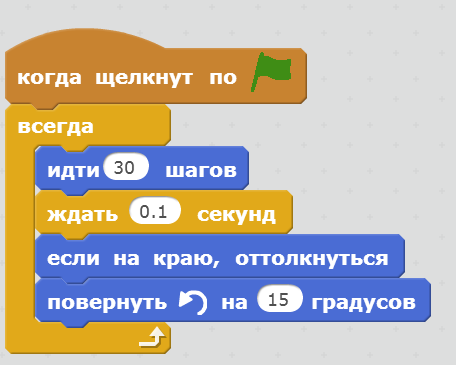 когда щелкнут по
всегда
идти 30 шагов
ждать 0.1 секунд
если на краю, оттолкнуться
повернуть на 15 градусов